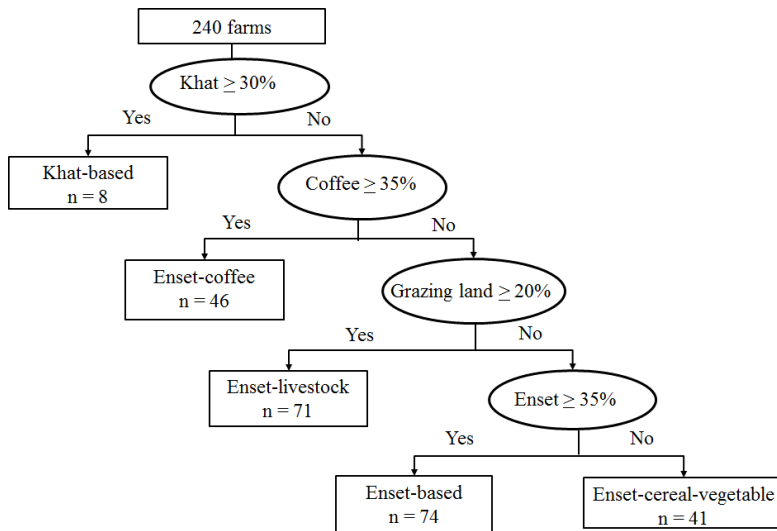 240 farms
Khat ≥ 30%
Yes
No
Khat-based
n = 8
Coffee ≥ 35%
Yes
No
Enset-coffee
n = 46
Grazing land ≥ 20%
Yes
No
Enset-livestock
n = 71
Enset ≥ 35%
Yes
No
Enset-based
n = 74
Enset-cereal-vegetable
n = 41